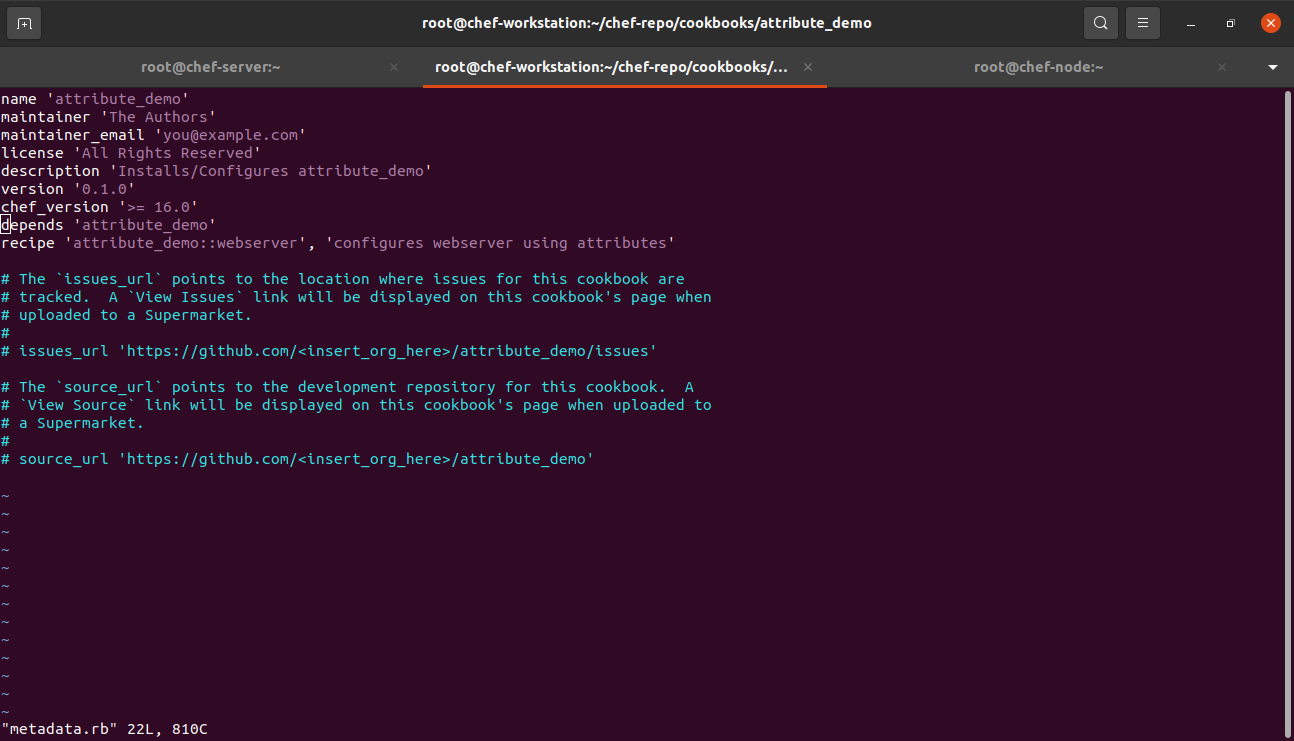 root@chef-workstation:~/chef-repo/cookbooks/attribute_demo
root@chef-server:~
root@chef-workstation:~/chef-repo/cookbooks/...
root@chef-node:~
name 'attribute_demo'
maintainer 'The Authors'
maintainer_email 'you@example.com'
license 'All Rights Reserved'
description 'Installs/Configures attribute_demo'
version '0.1.0'
chef_version '>= 16.0'
depends 'attribute_demo'
recipe 'attribute_demo::webserver', 'configures webserver using attributes'
# The `issues_url` points to the location where issues for this cookbook are
# tracked.  A `View Issues` link will be displayed on this cookbook's page when
# uploaded to a Supermarket.
#
# issues_url 'https://github.com/<insert_org_here>/attribute_demo/issues'
# The `source_url` points to the development repository for this cookbook.  A
# `View Source` link will be displayed on this cookbook's page when uploaded to
# a Supermarket.
#
# source_url 'https://github.com/<insert_org_here>/attribute_demo'
~
~
~
~
~
~
~
~
~
~
~
~
~
"metadata.rb" 22L, 810C